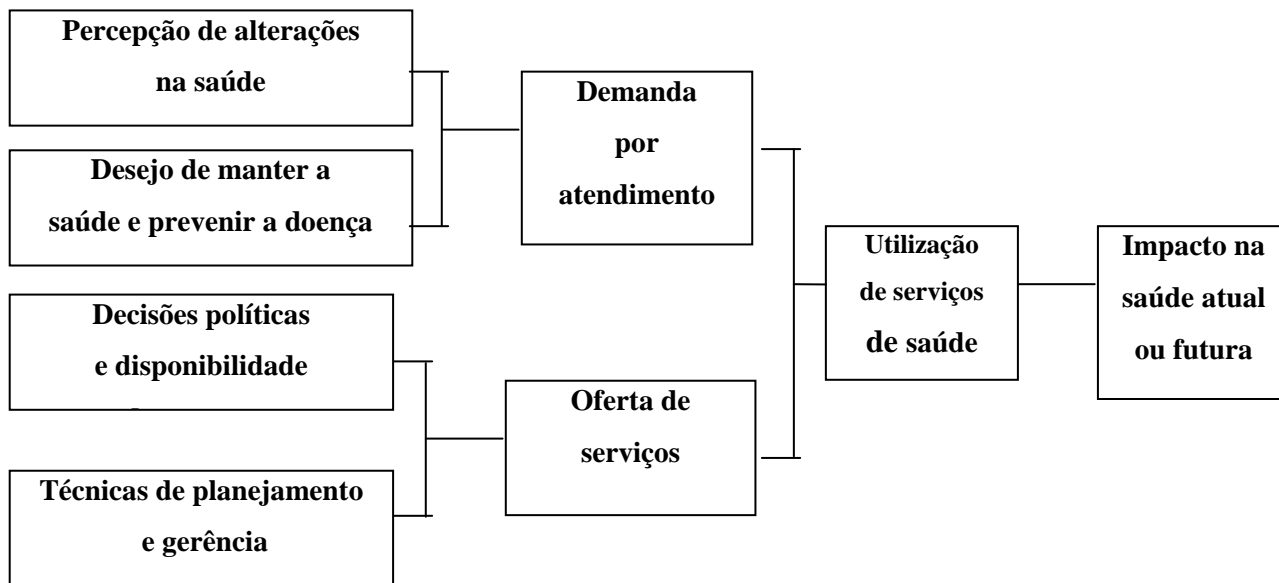 Percepção de alterações
na saúde
Desejo de manter a
saúde e prevenir a doença
Decisões políticas
e disponibilidade
Técnicas de planejamento
e gerência
Demanda
por
atendimento
Oferta de
serviços
Utilização
de serviços
de saúde
Impacto na
saúde atual
ou futura